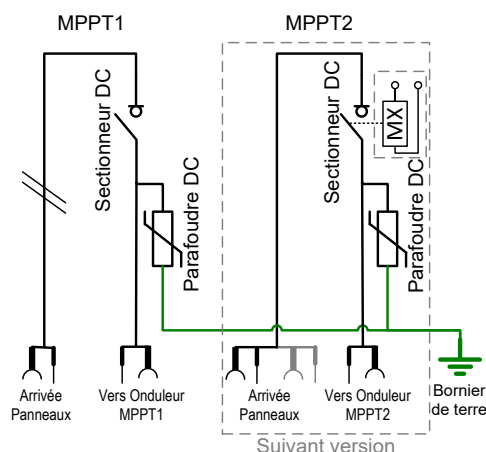 MPPT1
MPPT2
Sectionneur DC
Parafoudre DC
Sectionneur DC
MX
Parafoudre DC
Arrivée
Panneaux
Vers Onduleur
MPPT1
Arrivée
Panneaux
Vers Onduleur
MPPT2
Bornier
de terre
Suivant version